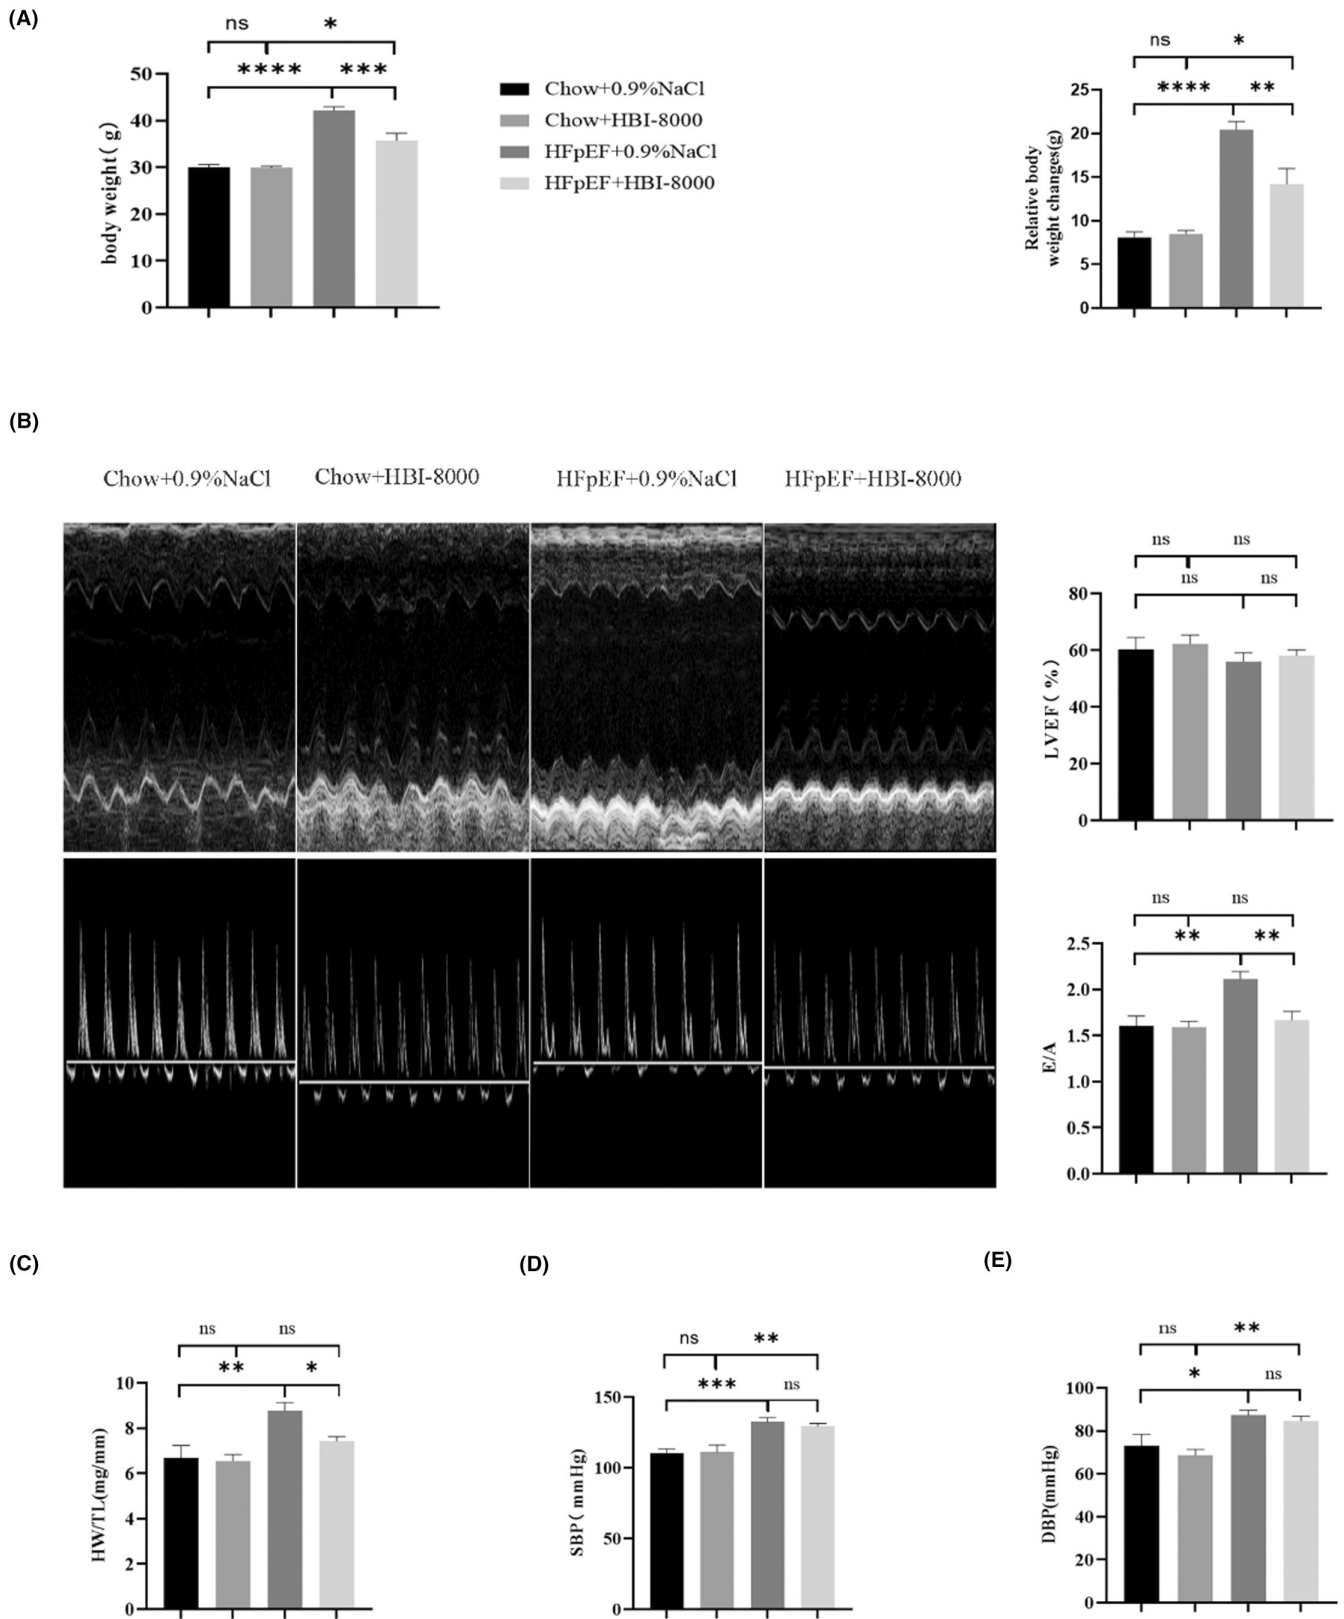 (A)
ns *
**** ***
body weight( g)
50
40
30
20
10
0
Chow+0.9%NaCl
Chow+HBI-8000
HFpEF+0.9%NaCl
HFpEF+HBI-8000
ns *
**** **
Relative body
weight changes(g)
25
20
15
10
5
0
(B)
Chow+0.9%NaCl Chow+HBI-8000 HFpEF+0.9%NaCl HFpEF+HBI-8000
ns ns
ns ns
LVEF( %)
80
60
40
20
0
ns ns
** **
E/A
2.5
2.0
1.5
1.0
0.5
0.0
(C)
ns ns
** *
HW/TL(mg/mm)
10
8
6
4
2
0
(D)
ns **
*** ns
SBP( mmHg)
150
100
50
0
(E)
ns **
* ns
DBP(mmHg)
100
80
60
40
20
0